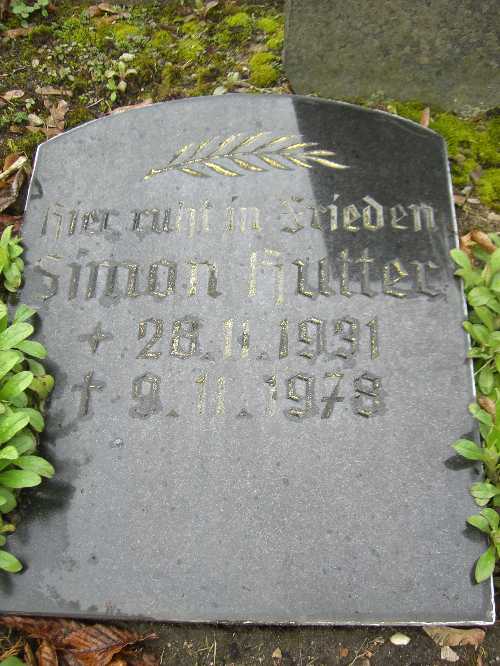 Hier ruht in Frieden
Simon Hutter
* 28.11.1931
† 9.11.1978